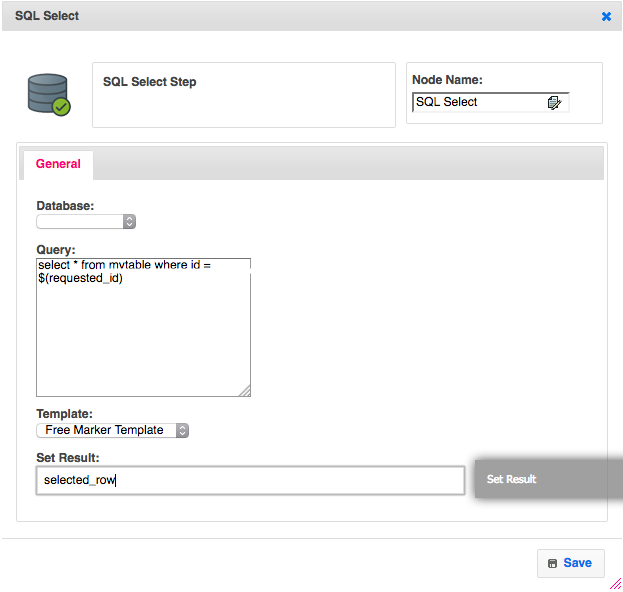 SQL Select
SQL Select Step
Node Name:
SQL Select
General
Database:
Query:
select * from mytable where id =
$(requested_id)
Template:
Free Marker Template
Set Result:
selected_row
Set Result
Save